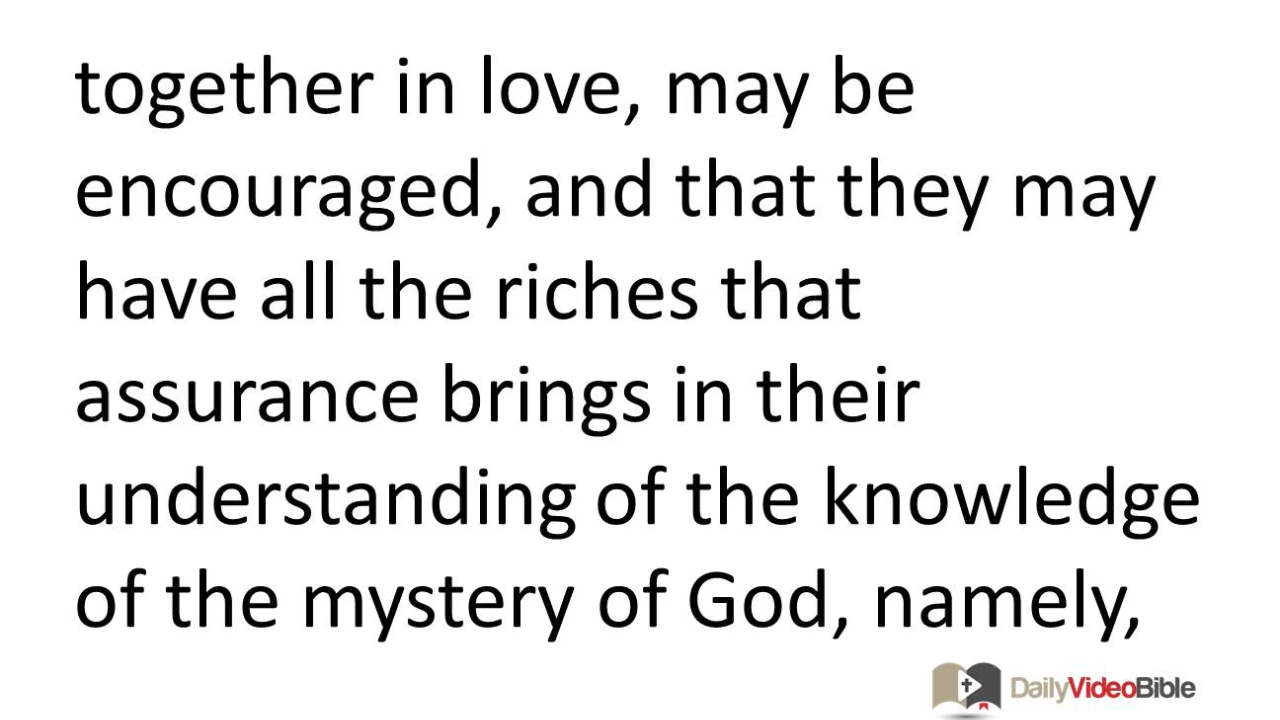 together in love, may be
encouraged, and that they may
have all the riches that
assurance brings in their
understanding of the knowledge
of the mystery of God, namely,
DailyVideoBible